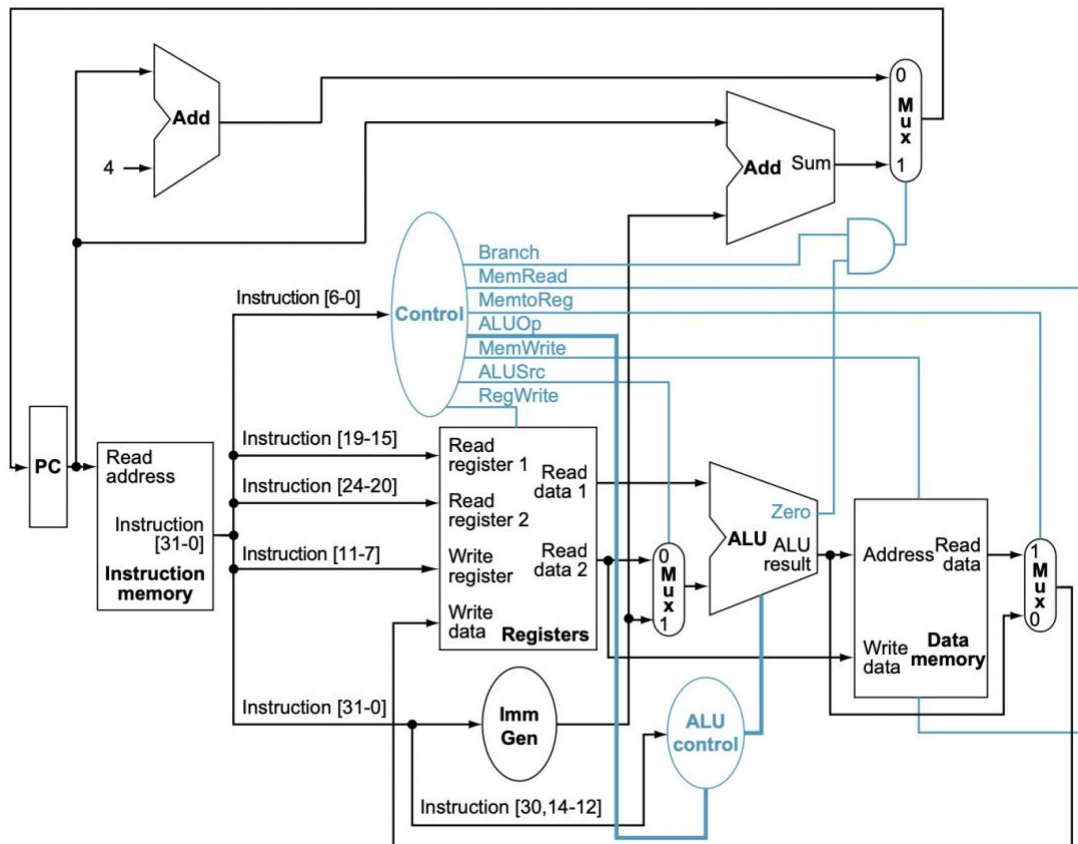 Add
4
Add Sum
0
Mux
1
Branch
MemRead
MemtoReg
ALUOp
MemWrite
ALUSrc
RegWrite
Control
Instruction [6-0]
Instruction [19-15]
Instruction [24-20]
Instruction [11-7]
Instruction [31-0]
Instruction [30,14-12]
PC
Read
address
Instruction
[31-0]
Instruction
memory
Read
register 1
Read
register 2
Write
register
Write
data
Read
data 1
Read
data 2
Registers
Imm
Gen
0
Mux
1
Zero
ALU
ALU
result
ALU
control
Address
Read
data
Write
data
Data
memory
1
Mux
0